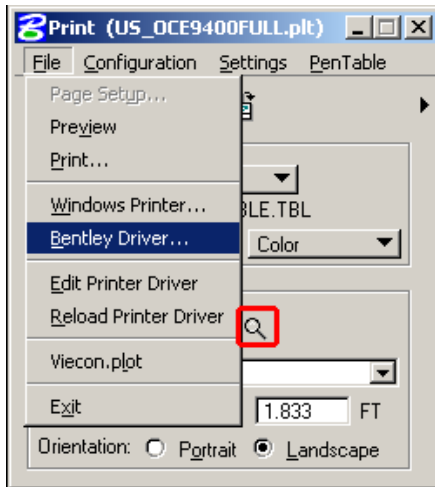 Print (US_OCE9400FULL.plt)
File Configuration Settings PenTable
Page Setup...
Preview
Print...
Windows Printer...
BLE.TBL
Bentley Driver...
Color
Edit Printer Driver
Reload Printer Driver
Viecon.plot
Exit
1.833 FT
Orientation: Portrait Landscape